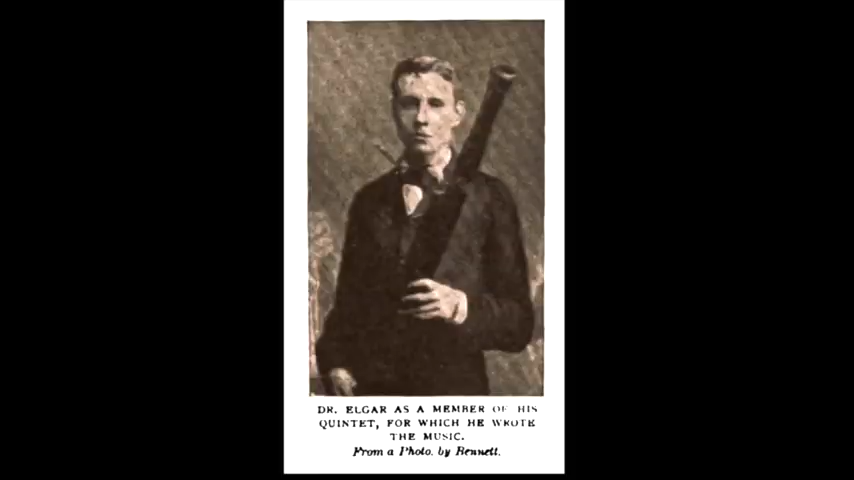 DR. ELGAR AS A MEMBER OF HIS
QUINTET, FOR WHICH HE WROTE
THE MUSIC.
From a Photo. by Bennett.